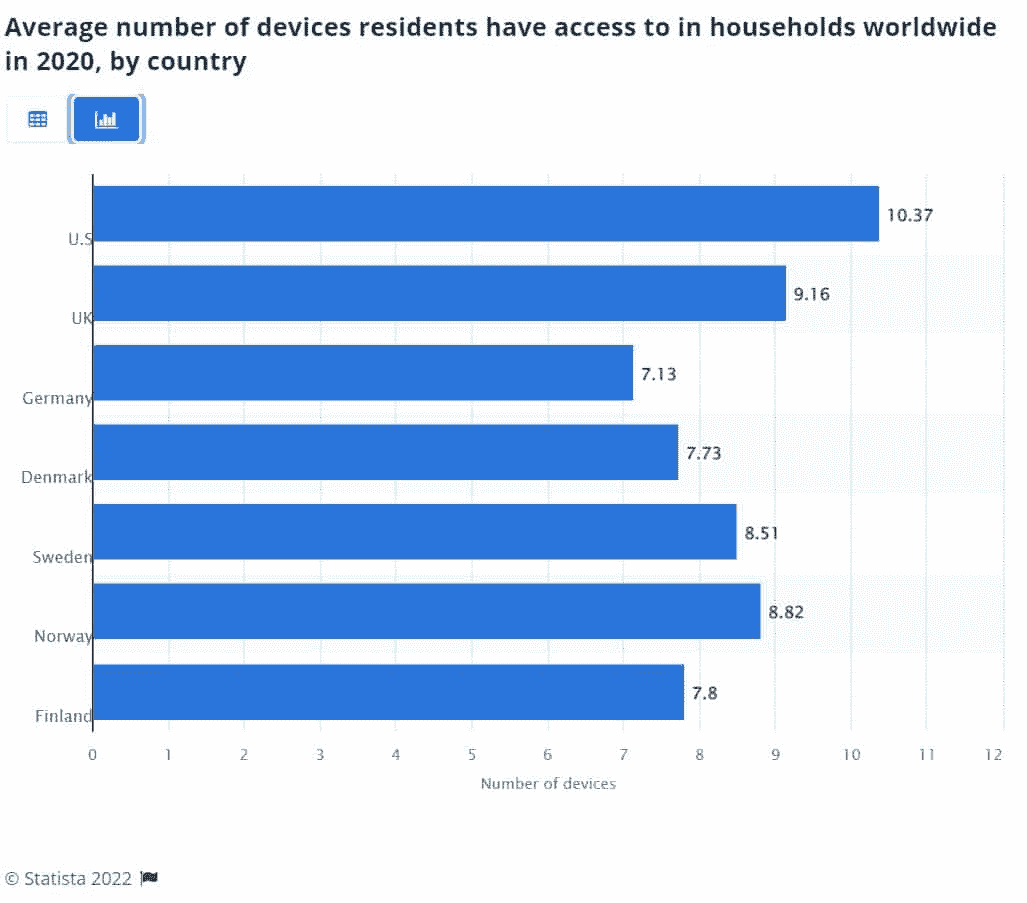 Average number of devices residents have access to in households worldwide
in 2020, by country
10.37
U.S
9.16
UK
7.13
Germany
7.73
Denmark
8.51
Sweden
8.82
Norway
7.8
Finland
0 1 2 3 4 5 6 7 8 9 10 11 12
Number of devices
© Statista 2022